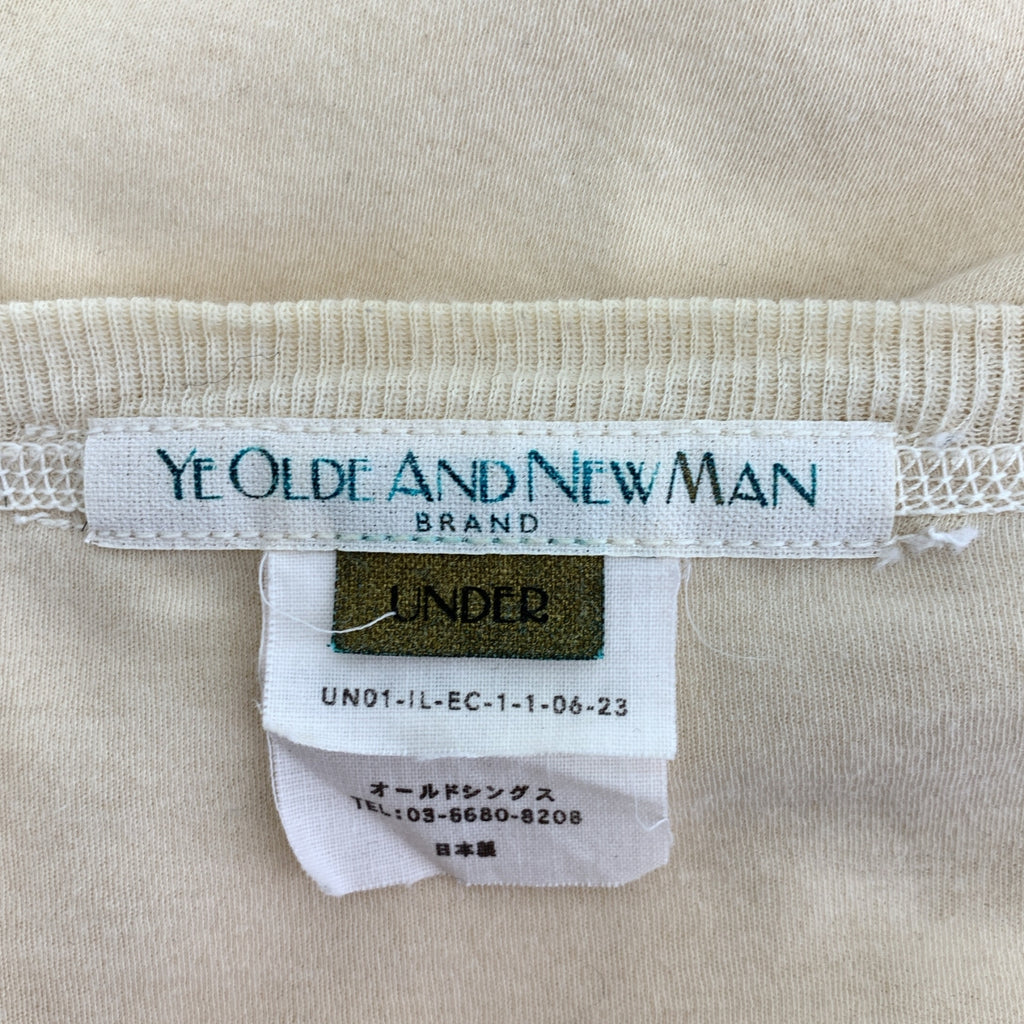 YE OLDE AND NEW MAN
BRAND
UNDER
UN01-IL-EC-1-1-06-23
オールドシングス
TEL:03-6680-8208
日本製